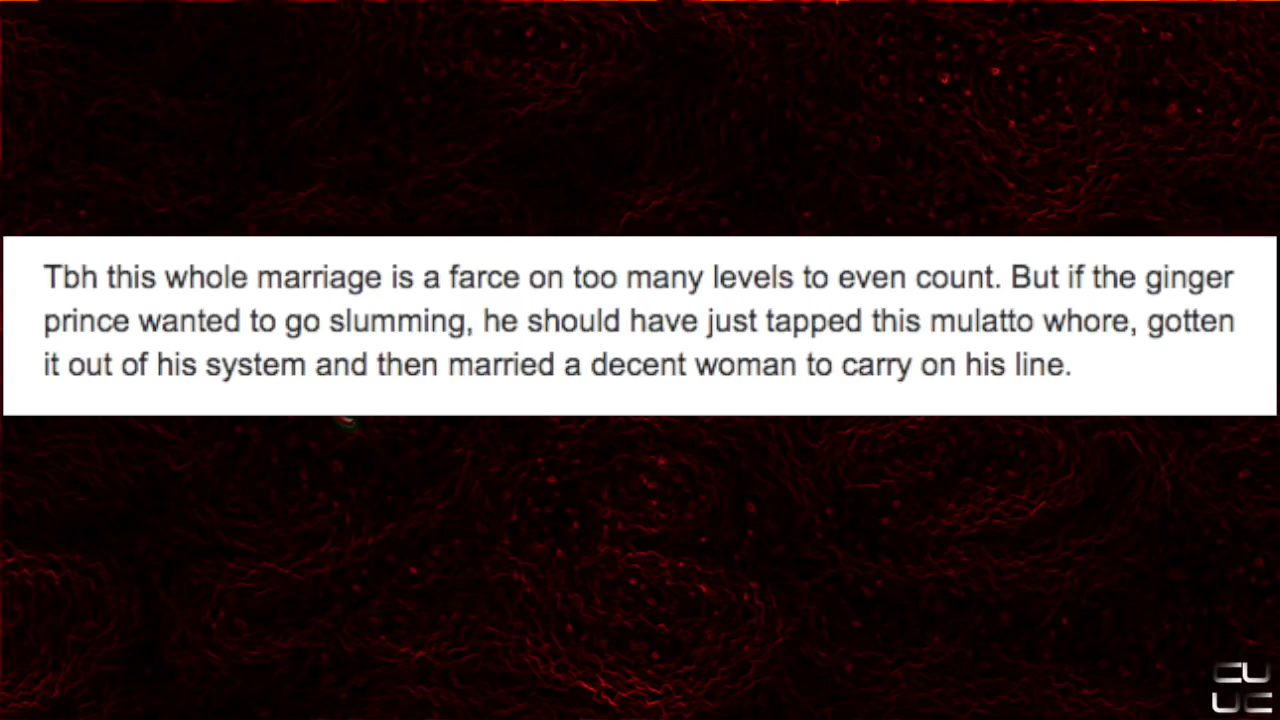 Tbh this whole marriage is a farce on too many levels to even count. But if the ginger
prince wanted to go slumming, he should have just tapped this mulatto whore, gotten
it out of his system and then married a decent woman to carry on his line.